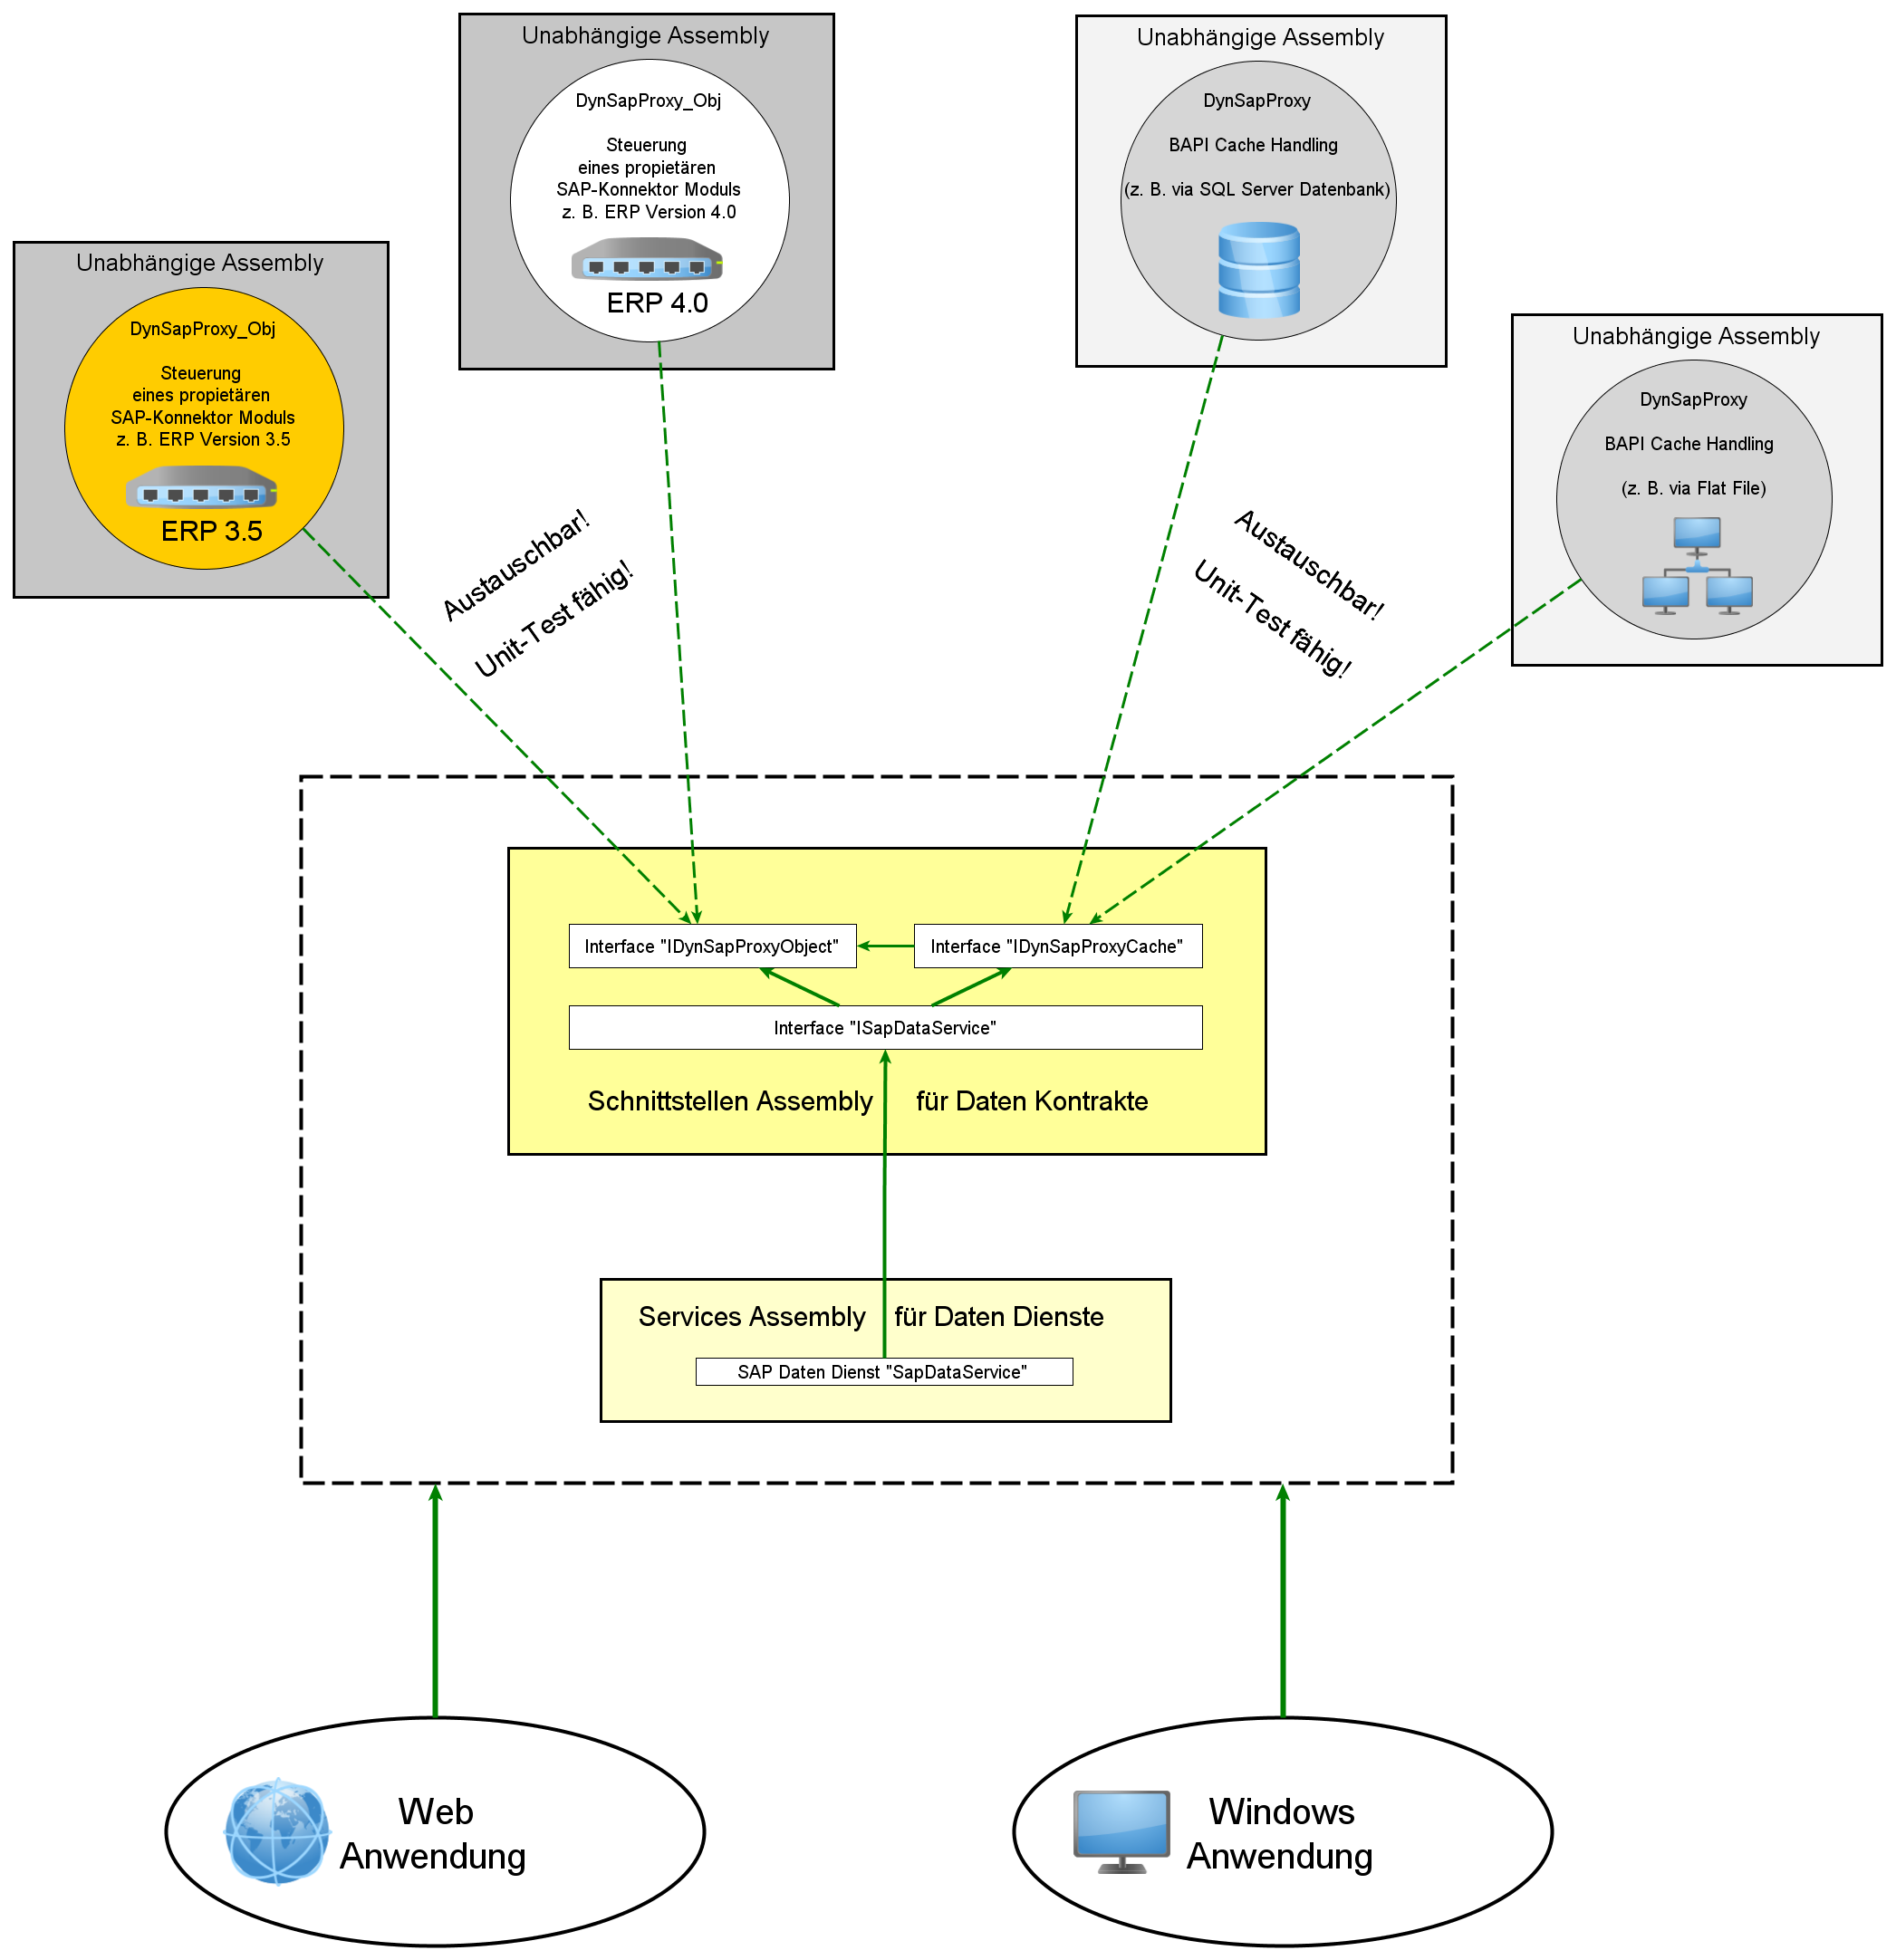 Unabhängige Assembly
DynSapProxy_Obj
Steuerung
eines propietären
SAP-Konnektor Moduls
z. B. ERP Version 4.0
ERP 4.0
Unabhängige Assembly
DynSapProxy
BAPI Cache Handling
(z. B. via SQL Server Datenbank)
Unabhängige Assembly
DynSapProxy_Obj
Steuerung
eines propietären
SAP-Konnektor Moduls
z. B. ERP Version 3.5
ERP 3.5
Unabhängige Assembly
DynSapProxy
BAPI Cache Handling
(z. B. via Flat File)
Austauschbar!
Unit-Test fähig!
Austauschbar!
Unit-Test fähig!
Interface "IDynSapProxyObject"
Interface "IDynSapProxyCache"
Interface "ISapDataService"
Schnittstellen Assembly für Daten Kontrakte
Services Assembly für Daten Dienste
SAP Daten Dienst "SapDataService"
Web
Anwendung
Windows
Anwendung